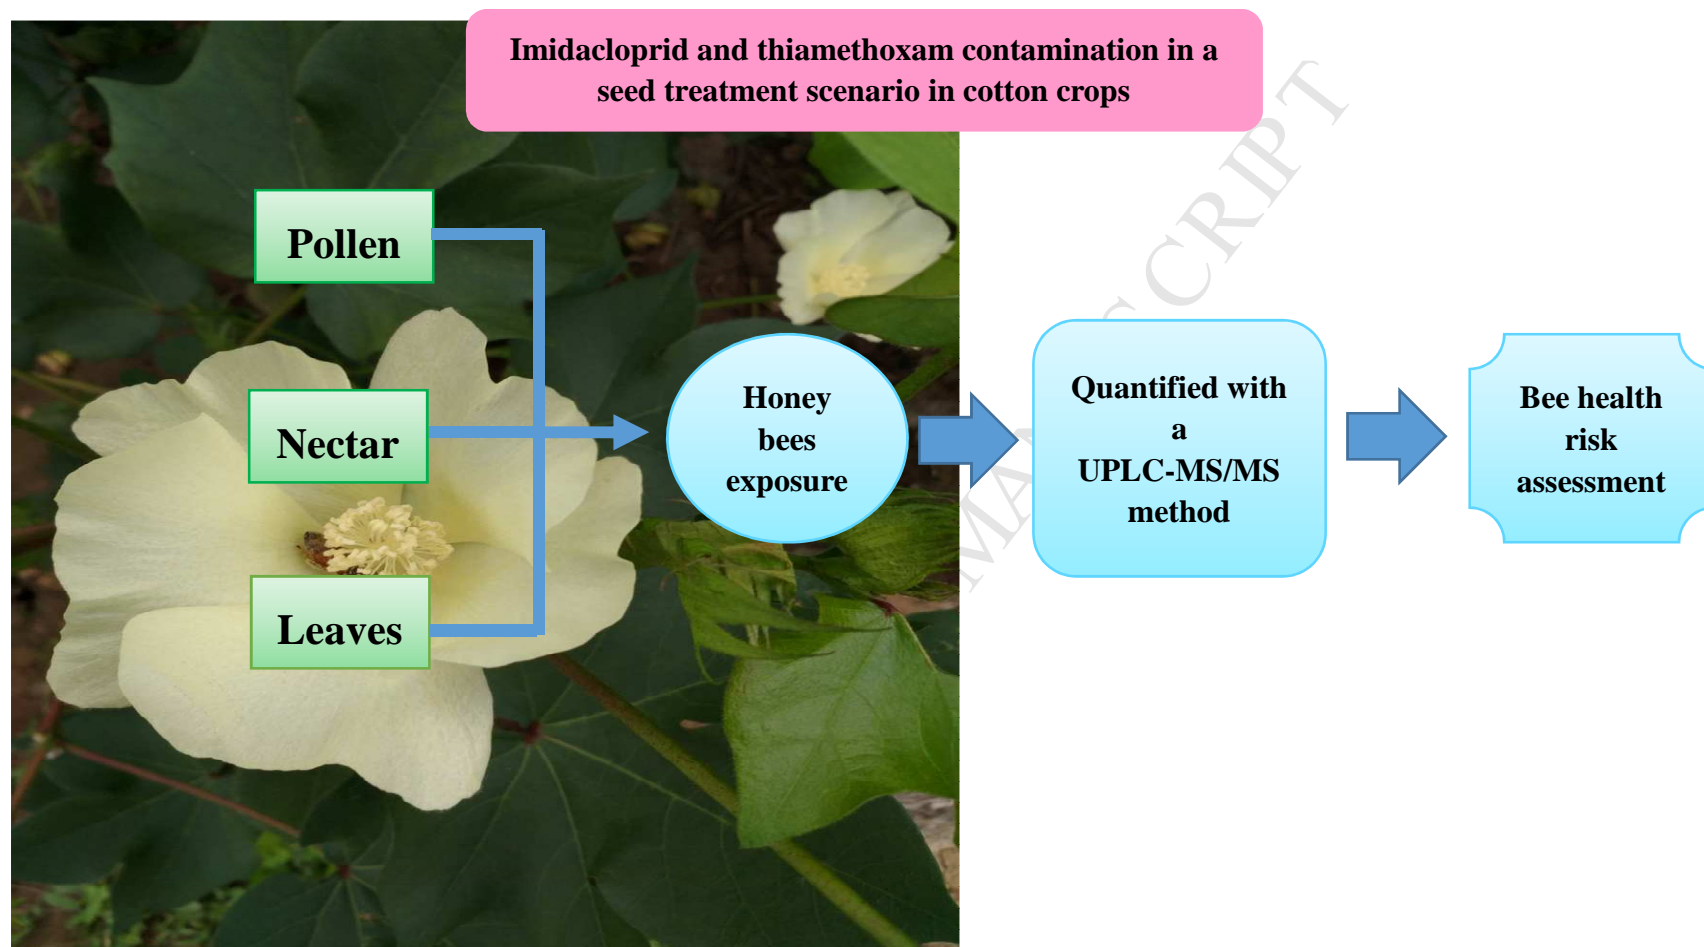 Imidacloprid and thiamethoxam contamination in a
seed treatment scenario in cotton crops
Pollen
Nectar
Leaves
Honey
bees
exposure
Quantified with
a
UPLC-MS/MS
method
Bee health
risk
assessment